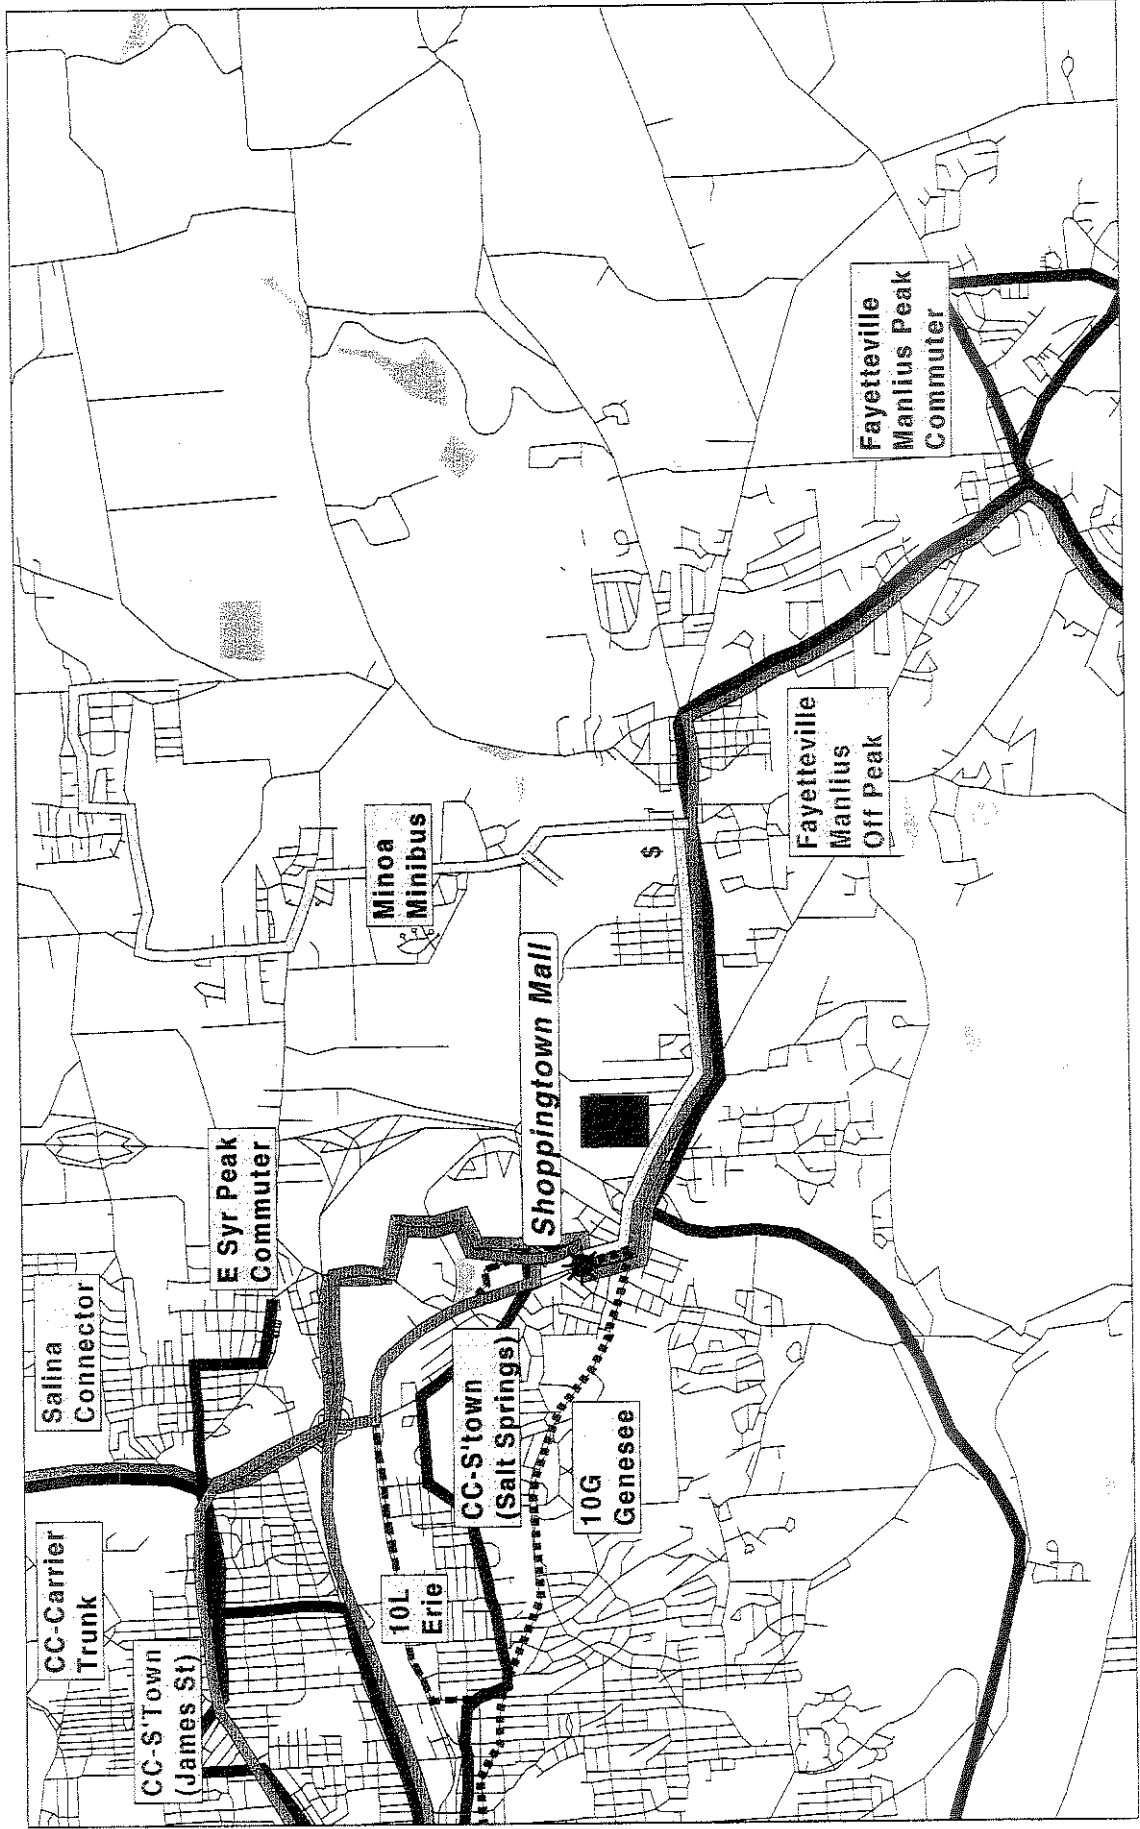 CC-Carrier
Trunk
Salina
Connector
CC-S'Town
(James St)
E Syr Peak
Commuter
10L
Erie
CC-S'town
(Salt Springs)
10G
Genesee
Shoppingtown Mall
Minoa
Minibus
$
Fayetteville
Manlius
Off Peak
Fayetteville
Manlius Peak
Commuter